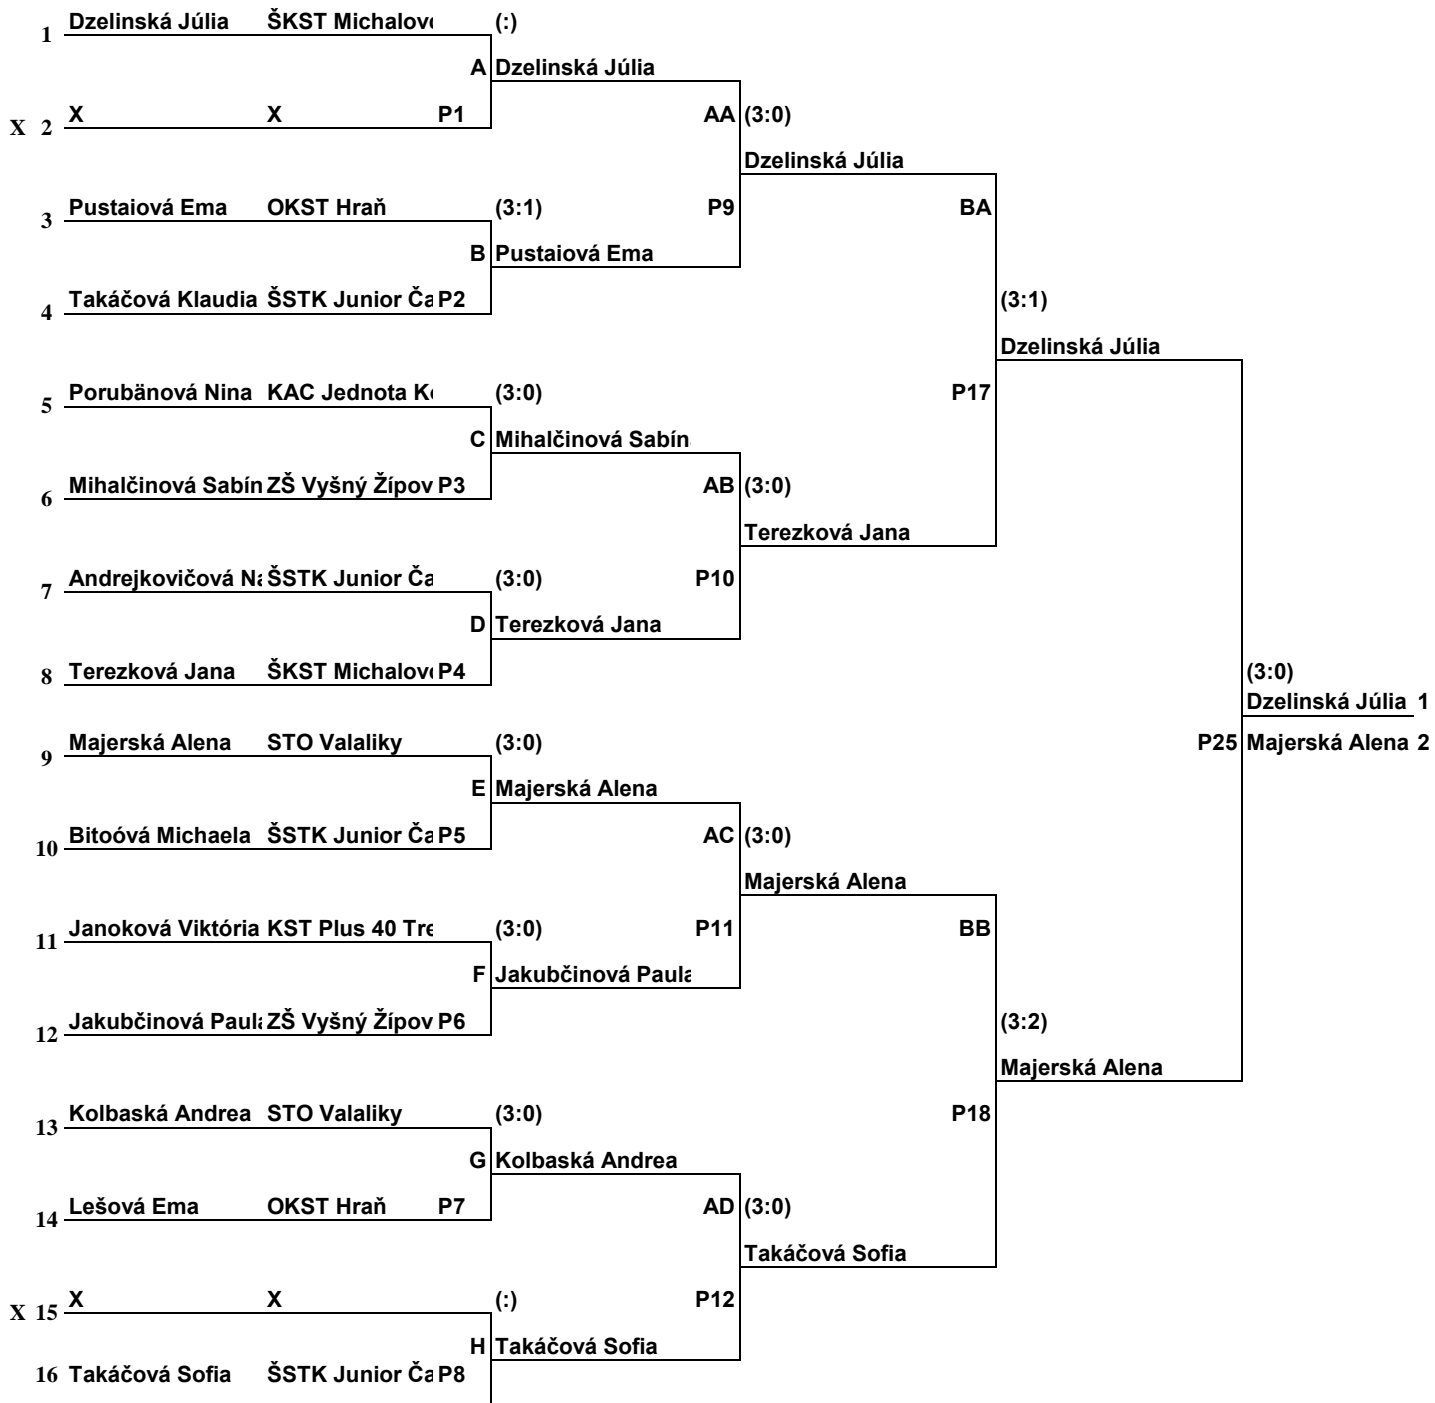 1 Dzelinská Júlia ŠKST Michalov (:)
A Dzelinská Júlia
X 2 X X P1 AA (3:0)
Dzelinská Júlia
3 Pustaiová Ema OKST Hraň (3:1) P9 BA
B Pustaiová Ema
4 Takáčová Klaudia ŠSTK Junior Ča P2 (3:1)
Dzelinská Júlia
5 Porubänová Nina KAC Jednota K (3:0) P17
C Mihalčinová Sabín
6 Mihalčinová Sabín ZŠ Vyšný Žípov P3 AB (3:0)
Terezková Jana
7 Andrejkovičová Na ŠSTK Junior Ča (3:0) P10
D Terezková Jana
8 Terezková Jana ŠKST Michalov P4 (3:0)
Dzelinská Júlia 1
9 Majerská Alena STO Valaliky (3:0) P25 Majerská Alena 2
E Majerská Alena
10 Bitoóvá Michaela ŠSTK Junior Ča P5 AC (3:0)
Majerská Alena
11 Janoková Viktória KST Plus 40 Tre (3:0) P11 BB
F Jakubčinová Paula
12 Jakubčinová Paula ZŠ Vyšný Žípov P6 (3:2)
Majerská Alena
13 Kolbaská Andrea STO Valaliky (3:0) P18
G Kolbaská Andrea
14 Lešová Ema OKST Hraň P7 AD (3:0)
Takáčová Sofia
X 15 X X (:) P12
H Takáčová Sofia
16 Takáčová Sofia ŠSTK Junior Ča P8